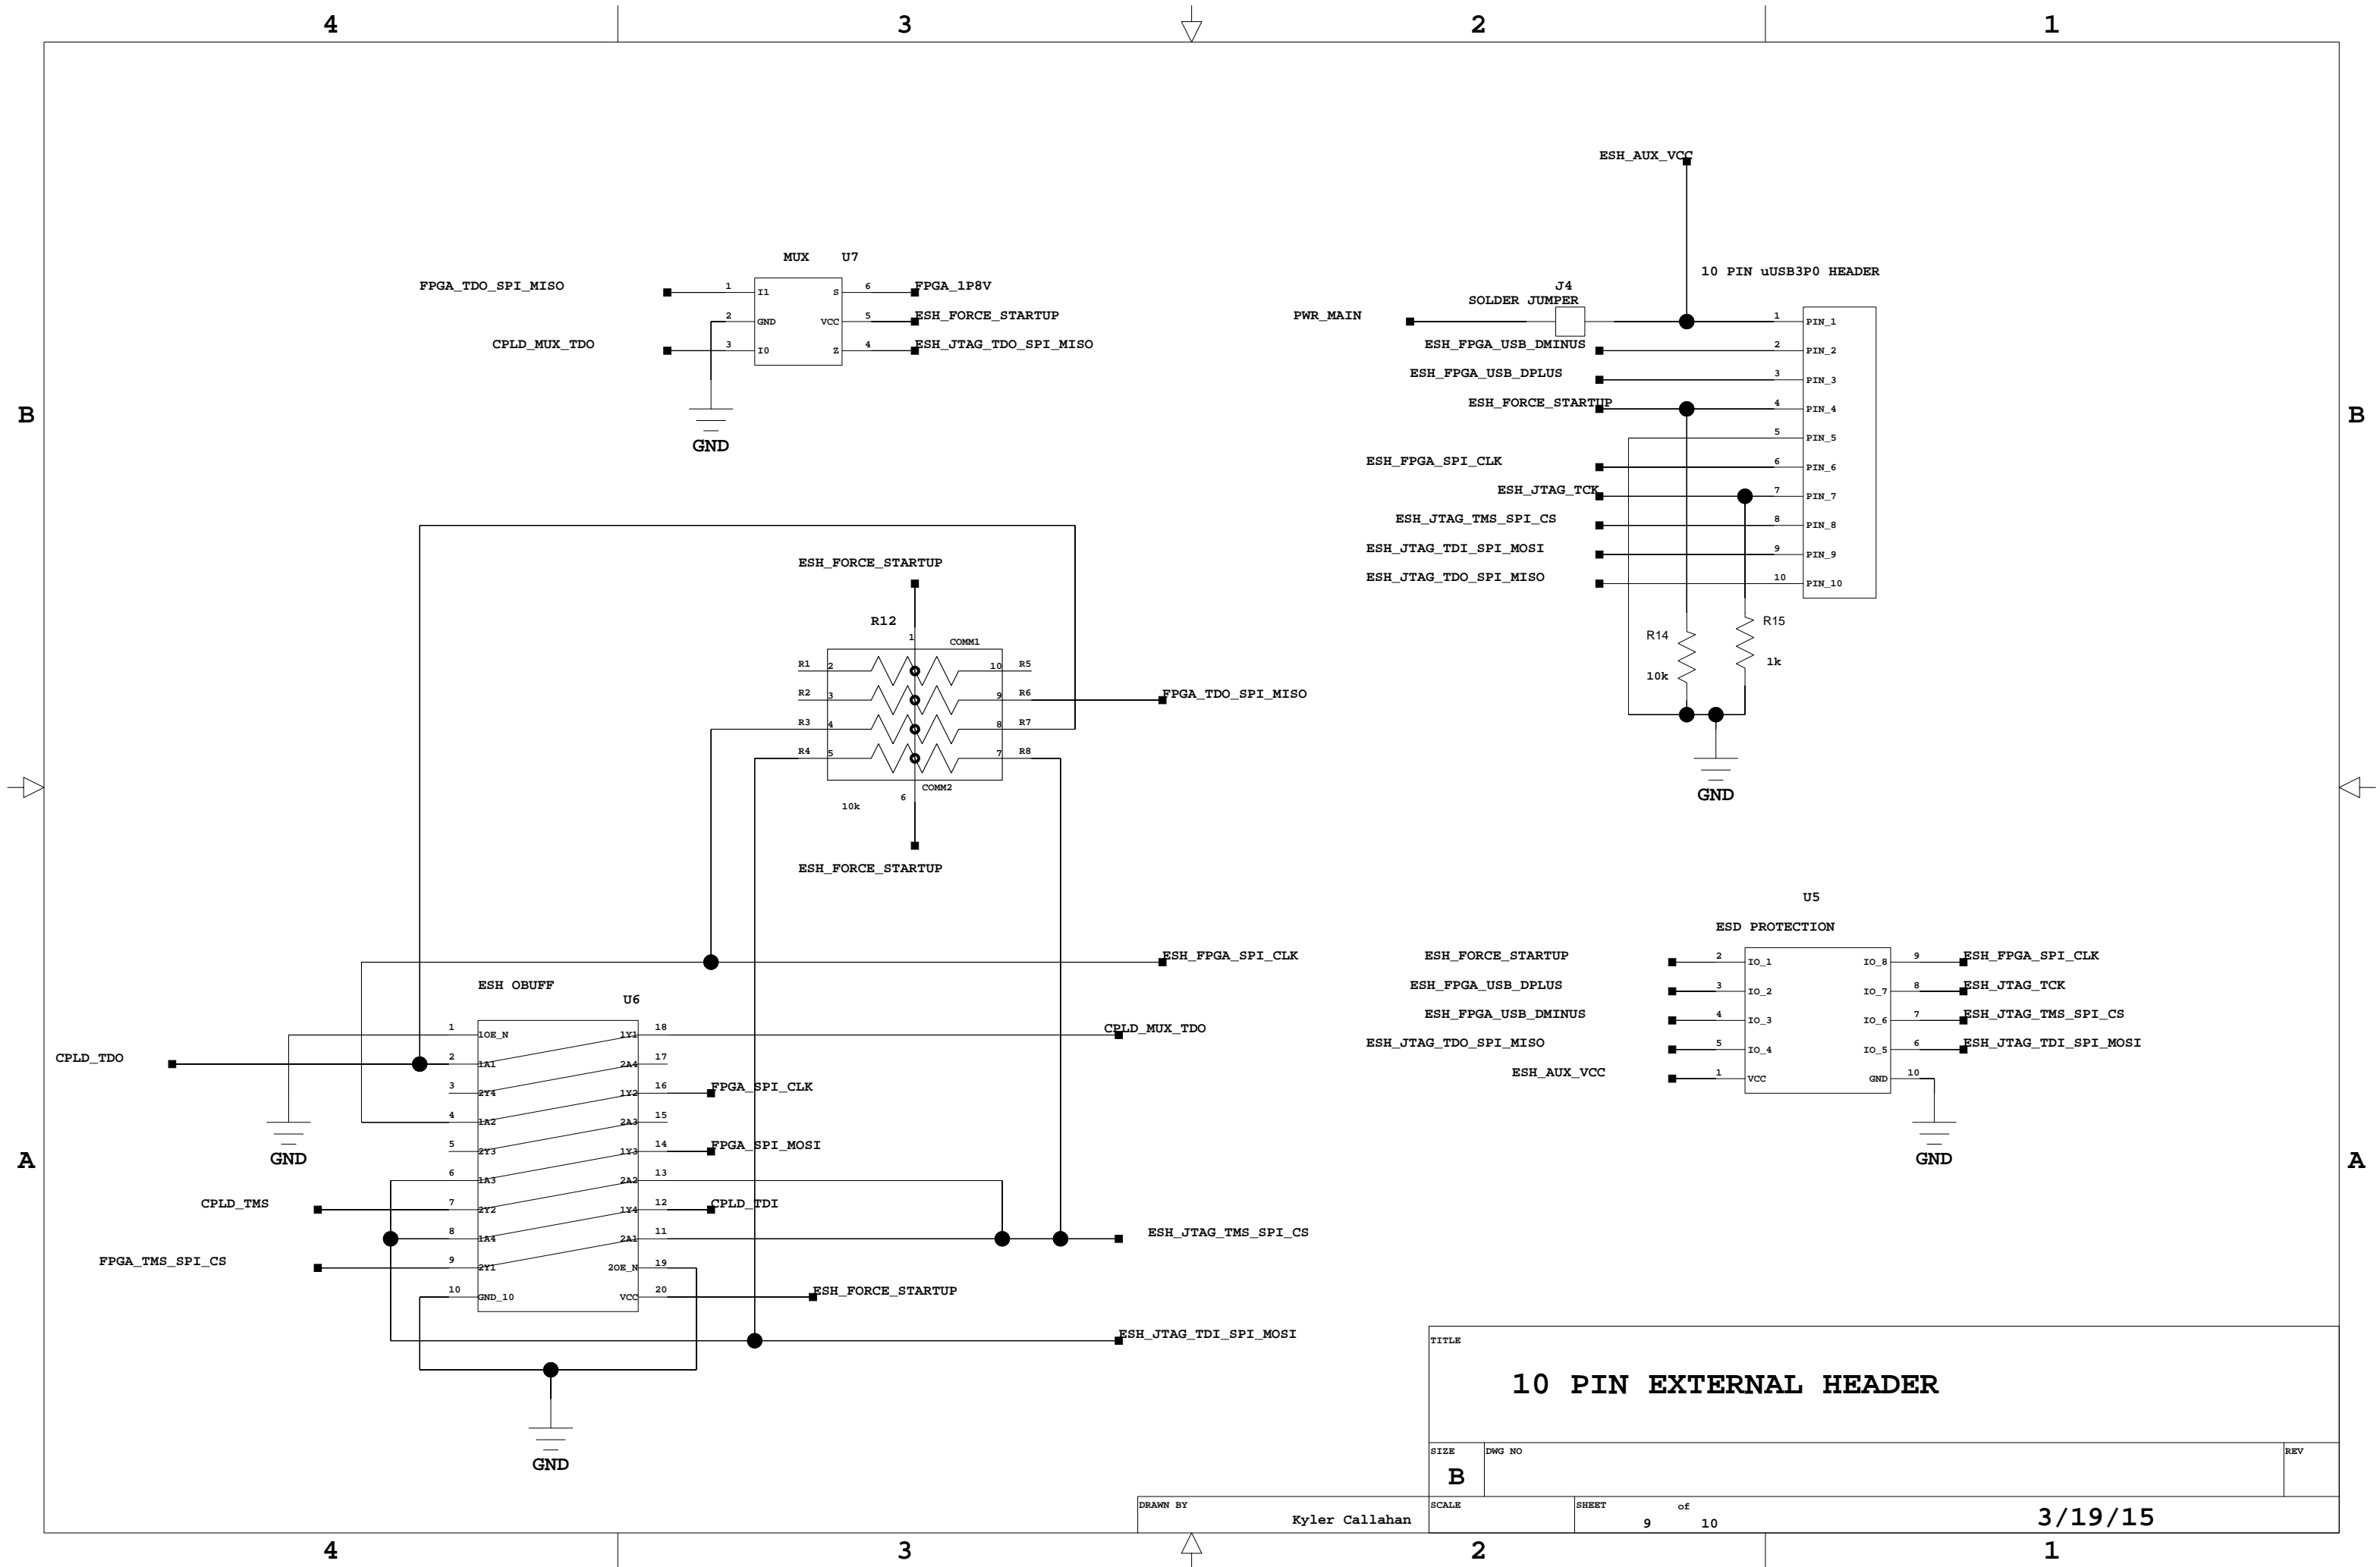 4 3 2 1
ESH_AUX_VCC
MUX U7
FPGA_TDO_SPI_MISO 1 I1 S 6 FPGA_1P8V
2 GND VCC 5 ESH_FORCE_STARTUP
CPLD_MUX_TDO 3 I0 Z 4 ESH_JTAG_TDO_SPI_MISO
GND
10 PIN uUSB3P0 HEADER
J4
SOLDER JUMPER
PWR_MAIN 1 PIN_1
ESH_FPGA_USB_DMINUS 2 PIN_2
ESH_FPGA_USB_DPLUS 3 PIN_3
ESH_FORCE_STARTUP 4 PIN_4
5 PIN_5
ESH_FPGA_SPI_CLK 6 PIN_6
ESH_JTAG_TCK 7 PIN_7
ESH_JTAG_TMS_SPI_CS 8 PIN_8
ESH_JTAG_TDI_SPI_MOSI 9 PIN_9
ESH_JTAG_TDO_SPI_MISO 10 PIN_10
R14
10k
R15
1k
GND
B B
ESH_FORCE_STARTUP
R12
1 COMM1
R1 2 10 R5
R2 3 9 R6 FPGA_TDO_SPI_MISO
R3 4 8 R7
R4 5 7 R8
6 COMM2
10k
ESH_FORCE_STARTUP
ESH_FPGA_SPI_CLK
ESH OBUFF
U6
1 1OE_N 1Y1 18 CPLD_MUX_TDO
CPLD_TDO 2 1A1 2A4 17
3 2Y4 1Y2 16 FPGA_SPI_CLK
4 1A2 2A3 15
5 2Y3 1Y3 14 FPGA_SPI_MOSI
6 1A3 2A2 13
CPLD_TMS 7 2Y2 1Y4 12 CPLD_TDI
8 1A4 2A1 11 ESH_JTAG_TMS_SPI_CS
FPGA_TMS_SPI_CS 9 2Y1 2OE_N 19
10 GND_10 VCC 20 ESH_FORCE_STARTUP
ESH_JTAG_TDI_SPI_MOSI
GND
GND
U5
ESD PROTECTION
ESH_FORCE_STARTUP 2 IO_1 IO_8 9 ESH_FPGA_SPI_CLK
ESH_FPGA_USB_DPLUS 3 IO_2 IO_7 8 ESH_JTAG_TCK
ESH_FPGA_USB_DMINUS 4 IO_3 IO_6 7 ESH_JTAG_TMS_SPI_CS
ESH_JTAG_TDO_SPI_MISO 5 IO_4 IO_5 6 ESH_JTAG_TDI_SPI_MOSI
ESH_AUX_VCC 1 VCC GND 10
GND
A A
TITLE
10 PIN EXTERNAL HEADER
SIZE DWG NO REV
B
DRAWN BY SCALE SHEET of
Kyler Callahan 9 10 3/19/15
4 3 2 1